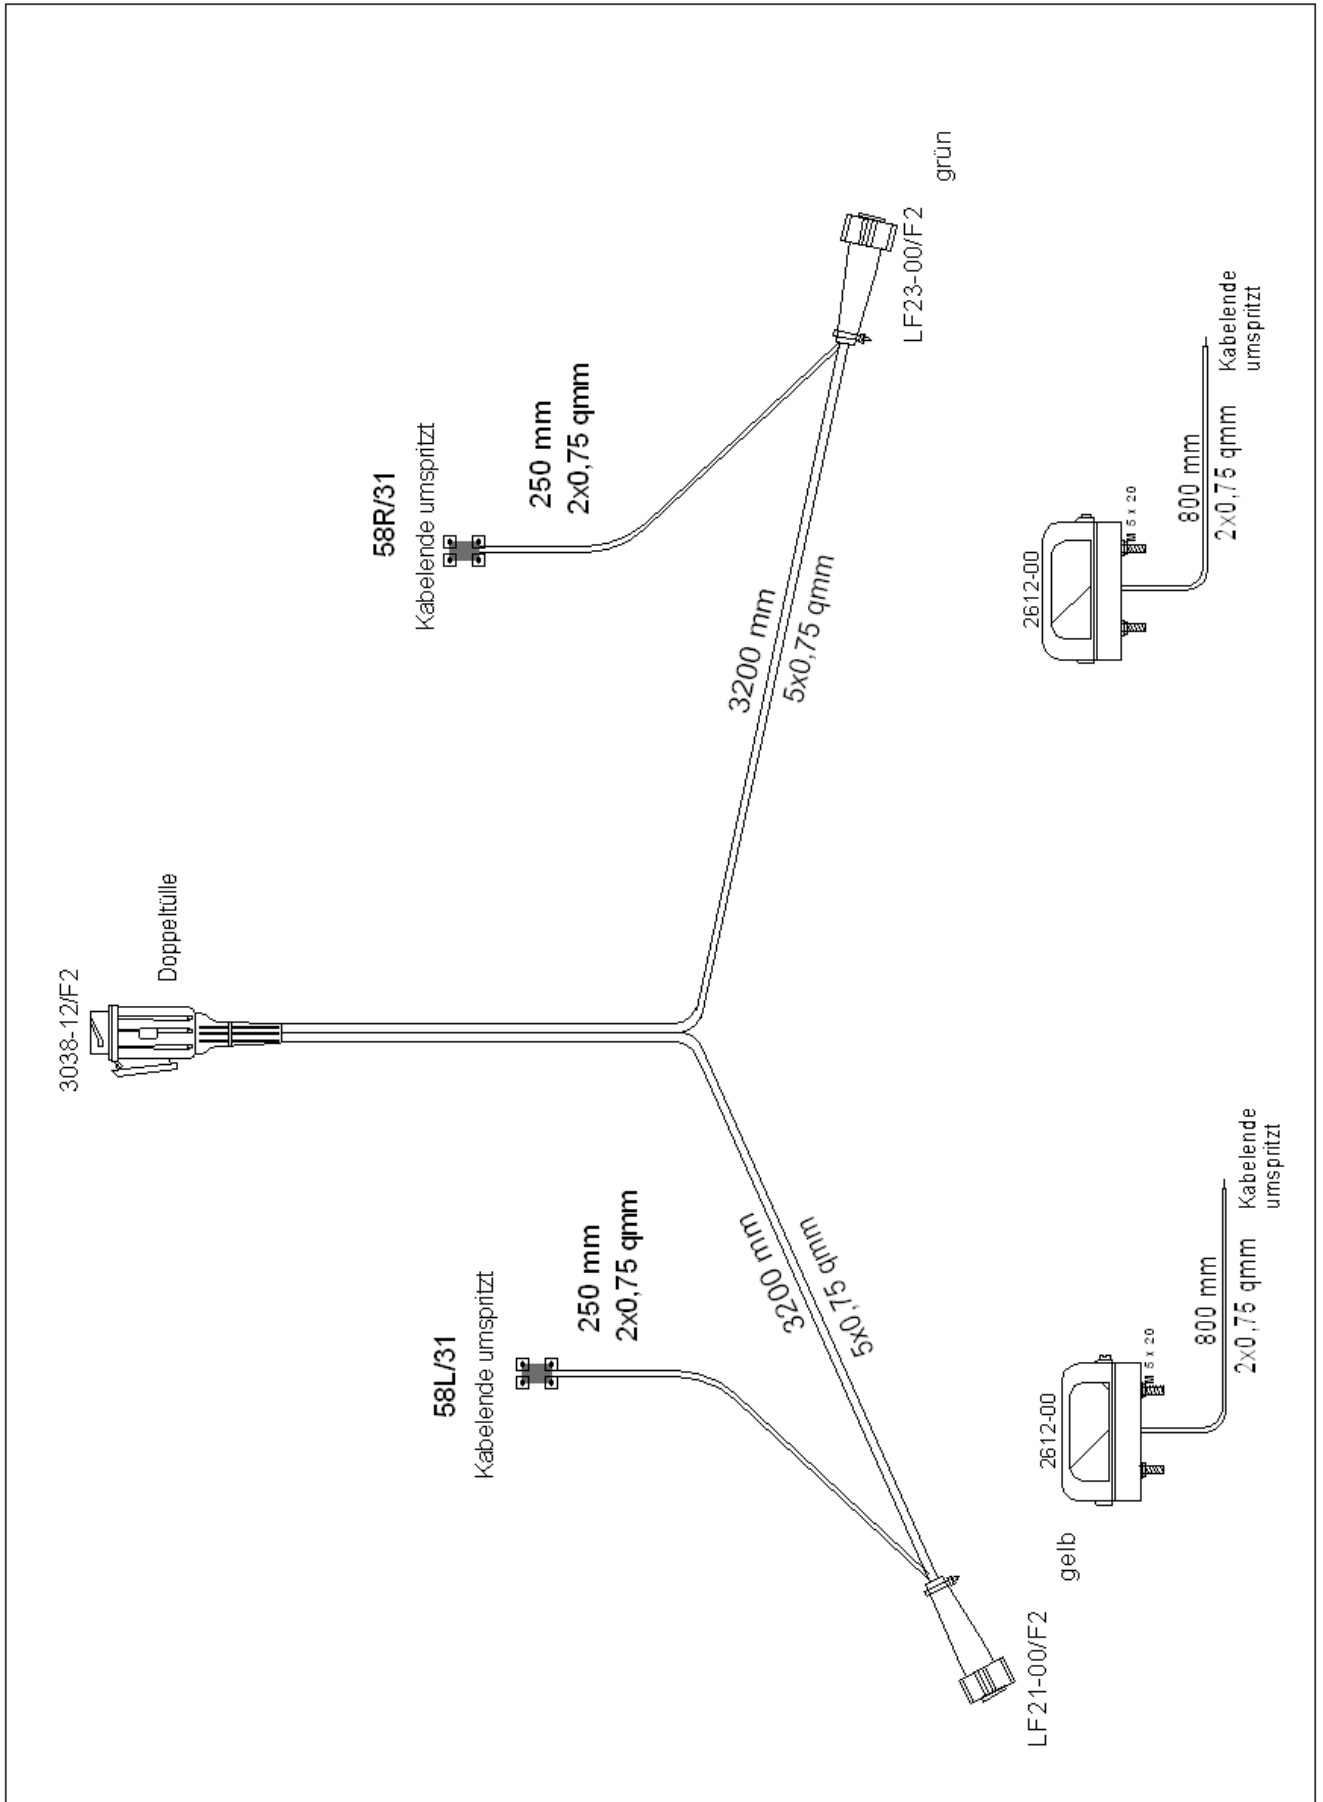 3038-12/F2
Doppeltülle
58L/31
Kabelende umspritzt
250 mm
2x0,75 qmm
58R/31
Kabelende umspritzt
250 mm
2x0,75 qmm
3200 mm
5x0,75 qmm
3200 mm
5x0,75 qmm
LF21-00/F2
gelb
LF23-00/F2
grün
2612-00
M 5 x 20
800 mm
2x0,75 qmm
Kabelende
umspritzt
2612-00
M 5 x 20
800 mm
2x0,75 qmm
Kabelende
umspritzt